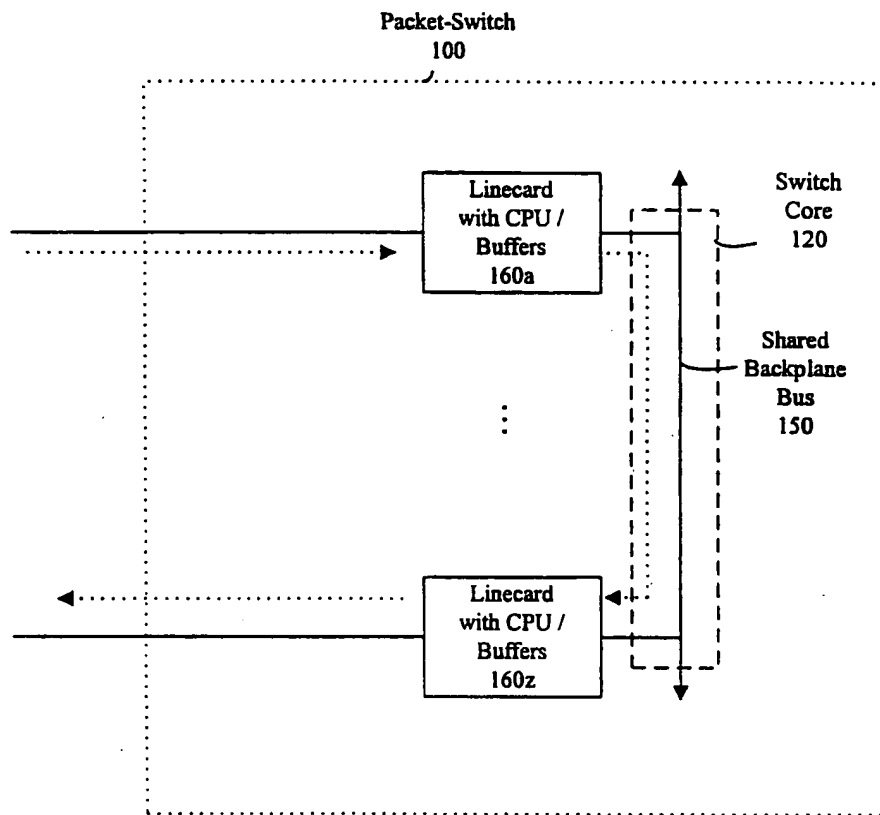 Packet-Switch
100
Linecard
with CPU /
Buffers
160a
Switch
Core
120
Shared
Backplane
Bus
150
Linecard
with CPU /
Buffers
160z